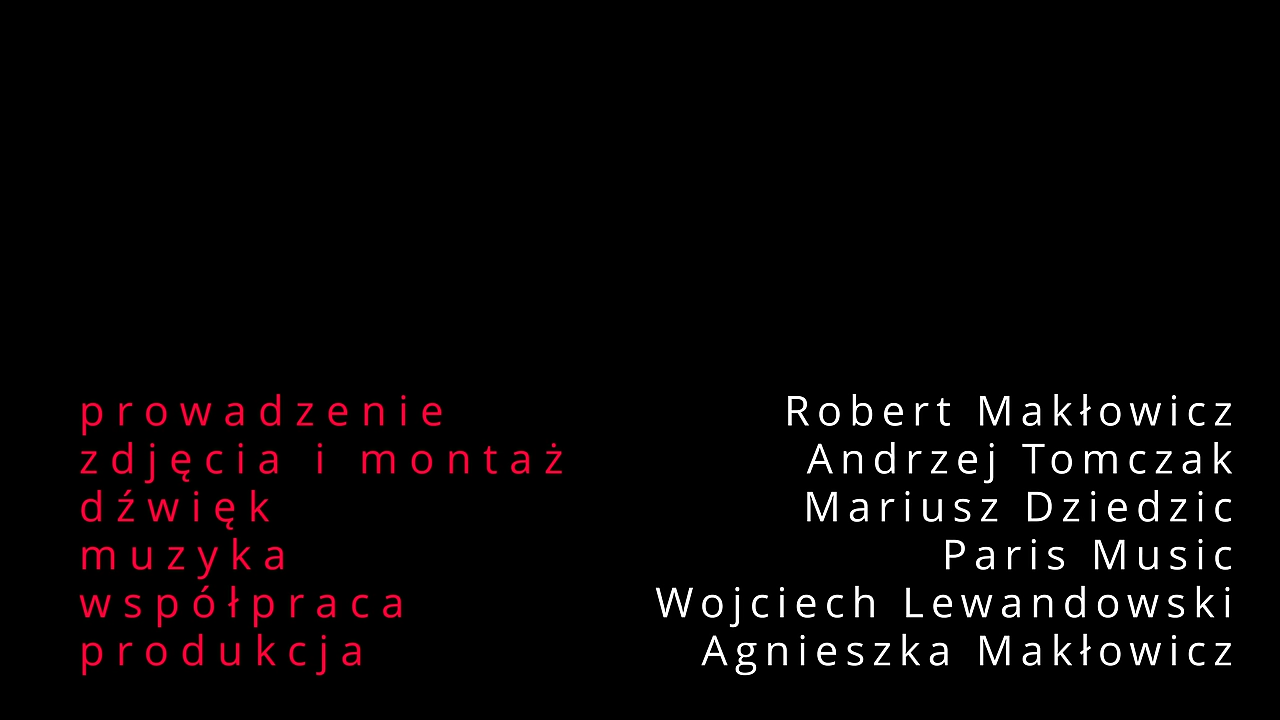 prowadzenie Robert Makłowicz
zdjęcia i montaż Andrzej Tomczak
dźwięk Mariusz Dziedzic
muzyka Paris Music
współpraca Wojciech Lewandowski
produkcja Agnieszka Makłowicz